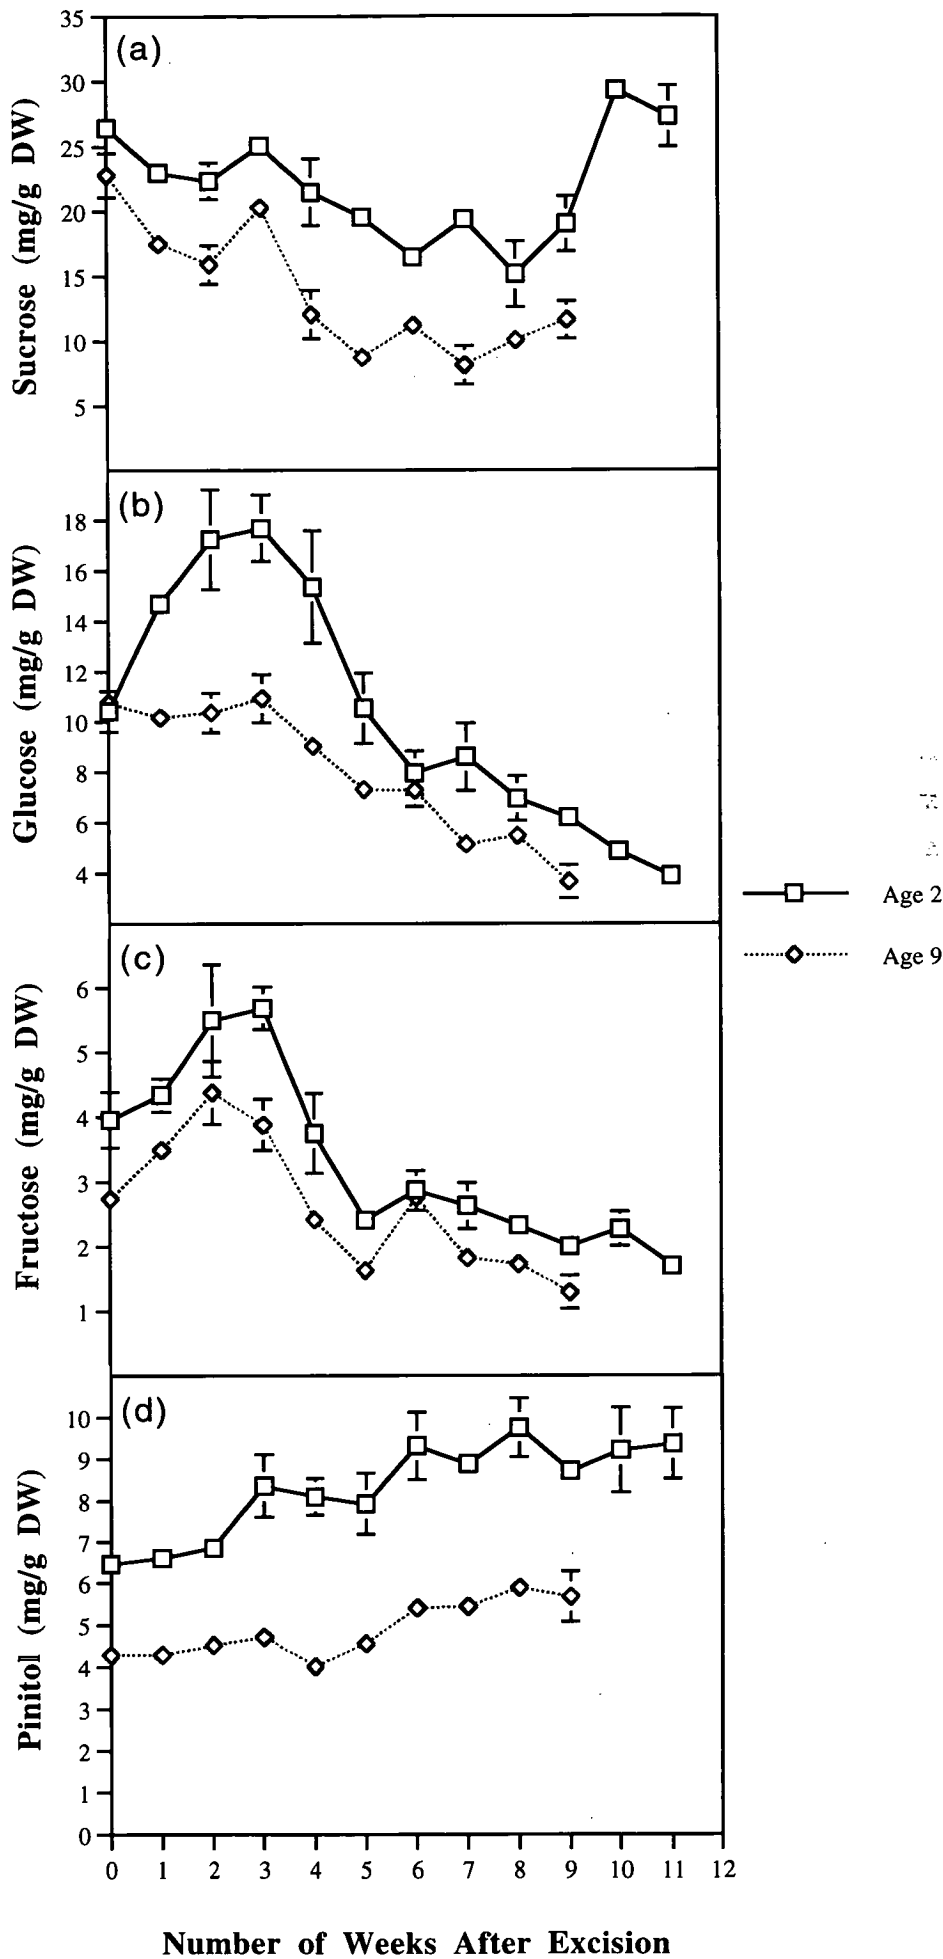 (a)
35
30
25
20
15
10
5
Sucrose (mg/g DW)
(b)
18
16
14
12
10
8
6
4
Glucose (mg/g DW)
Age 2
Age 9
(c)
6
5
4
3
2
1
Fructose (mg/g DW)
(d)
10
9
8
7
6
5
4
3
2
1
0
Pinitol (mg/g DW)
0 1 2 3 4 5 6 7 8 9 10 11 12
Number of Weeks After Excision